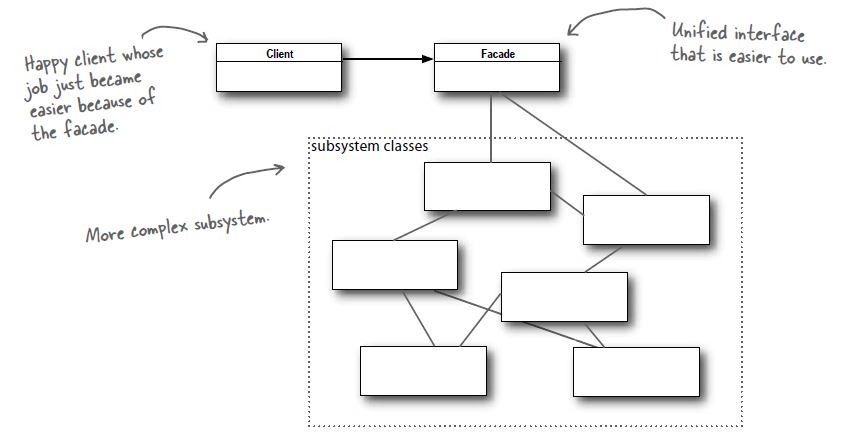 Client
Facade
Happy client whose
job just became
easier because of
the facade.
Unified interface
that is easier to use.
subsystem classes
More complex subsystem.